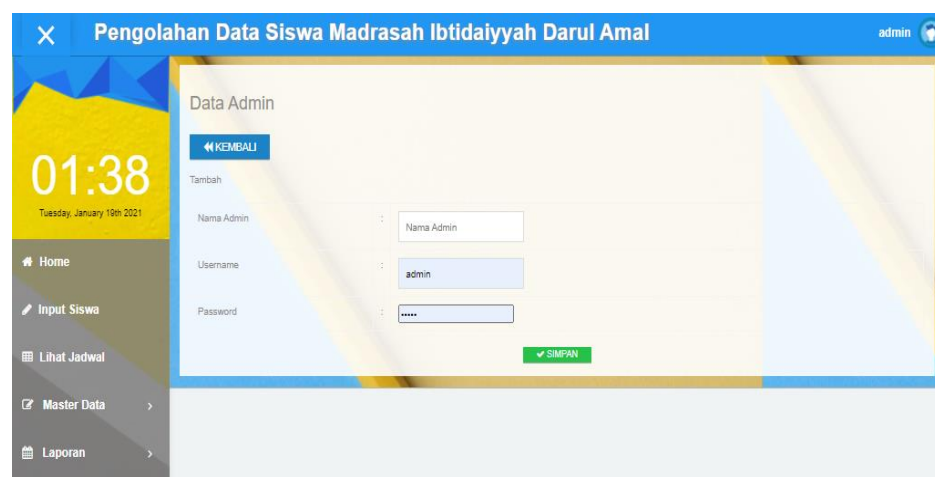 Pengolahan Data Siswa Madrasah Ibtidaiyyah Darul Amal
admin
01:38
Tuesday, January 19th 2021
Home
Input Siswa
Lihat Jadwal
Master Data
Laporan
Data Admin
KEMBALI
Tambah
Nama Admin : Nama Admin
Username : admin
Password : •••••
SIMPAN